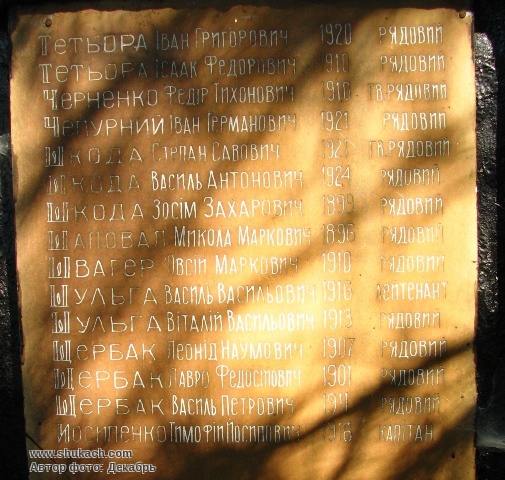 Тетьора Іван Григорович 1920 рядовий
Тетьора Ісаак Федорович 1910 рядовий
Черненко Федір Тихонович 1918 гв.рядовий
Чепурний Іван Германович 1921 рядовий
Шкода Степан Савович гв.рядовий
Шкода Василь Антонович 1924 рядовий
Шкода Зосім Захарович 1899 рядовий
Шаповал Микола Маркович 1896 рядовий
Швагер Овсій Маркович 1910 рядовий
Шульга Василь Васильович 1916 лейтенант
Шульга Віталій Васильович 1913 рядовий
Щербак Леонід Наумович 1907 рядовий
Щербак Лавро Федосійович 1901 рядовий
Щербак Василь Петрович 1911 рядовий
Йосипенко Тимофій Йосипович 1916 капітан
www.shukach.com
Автор фото: Декабрь